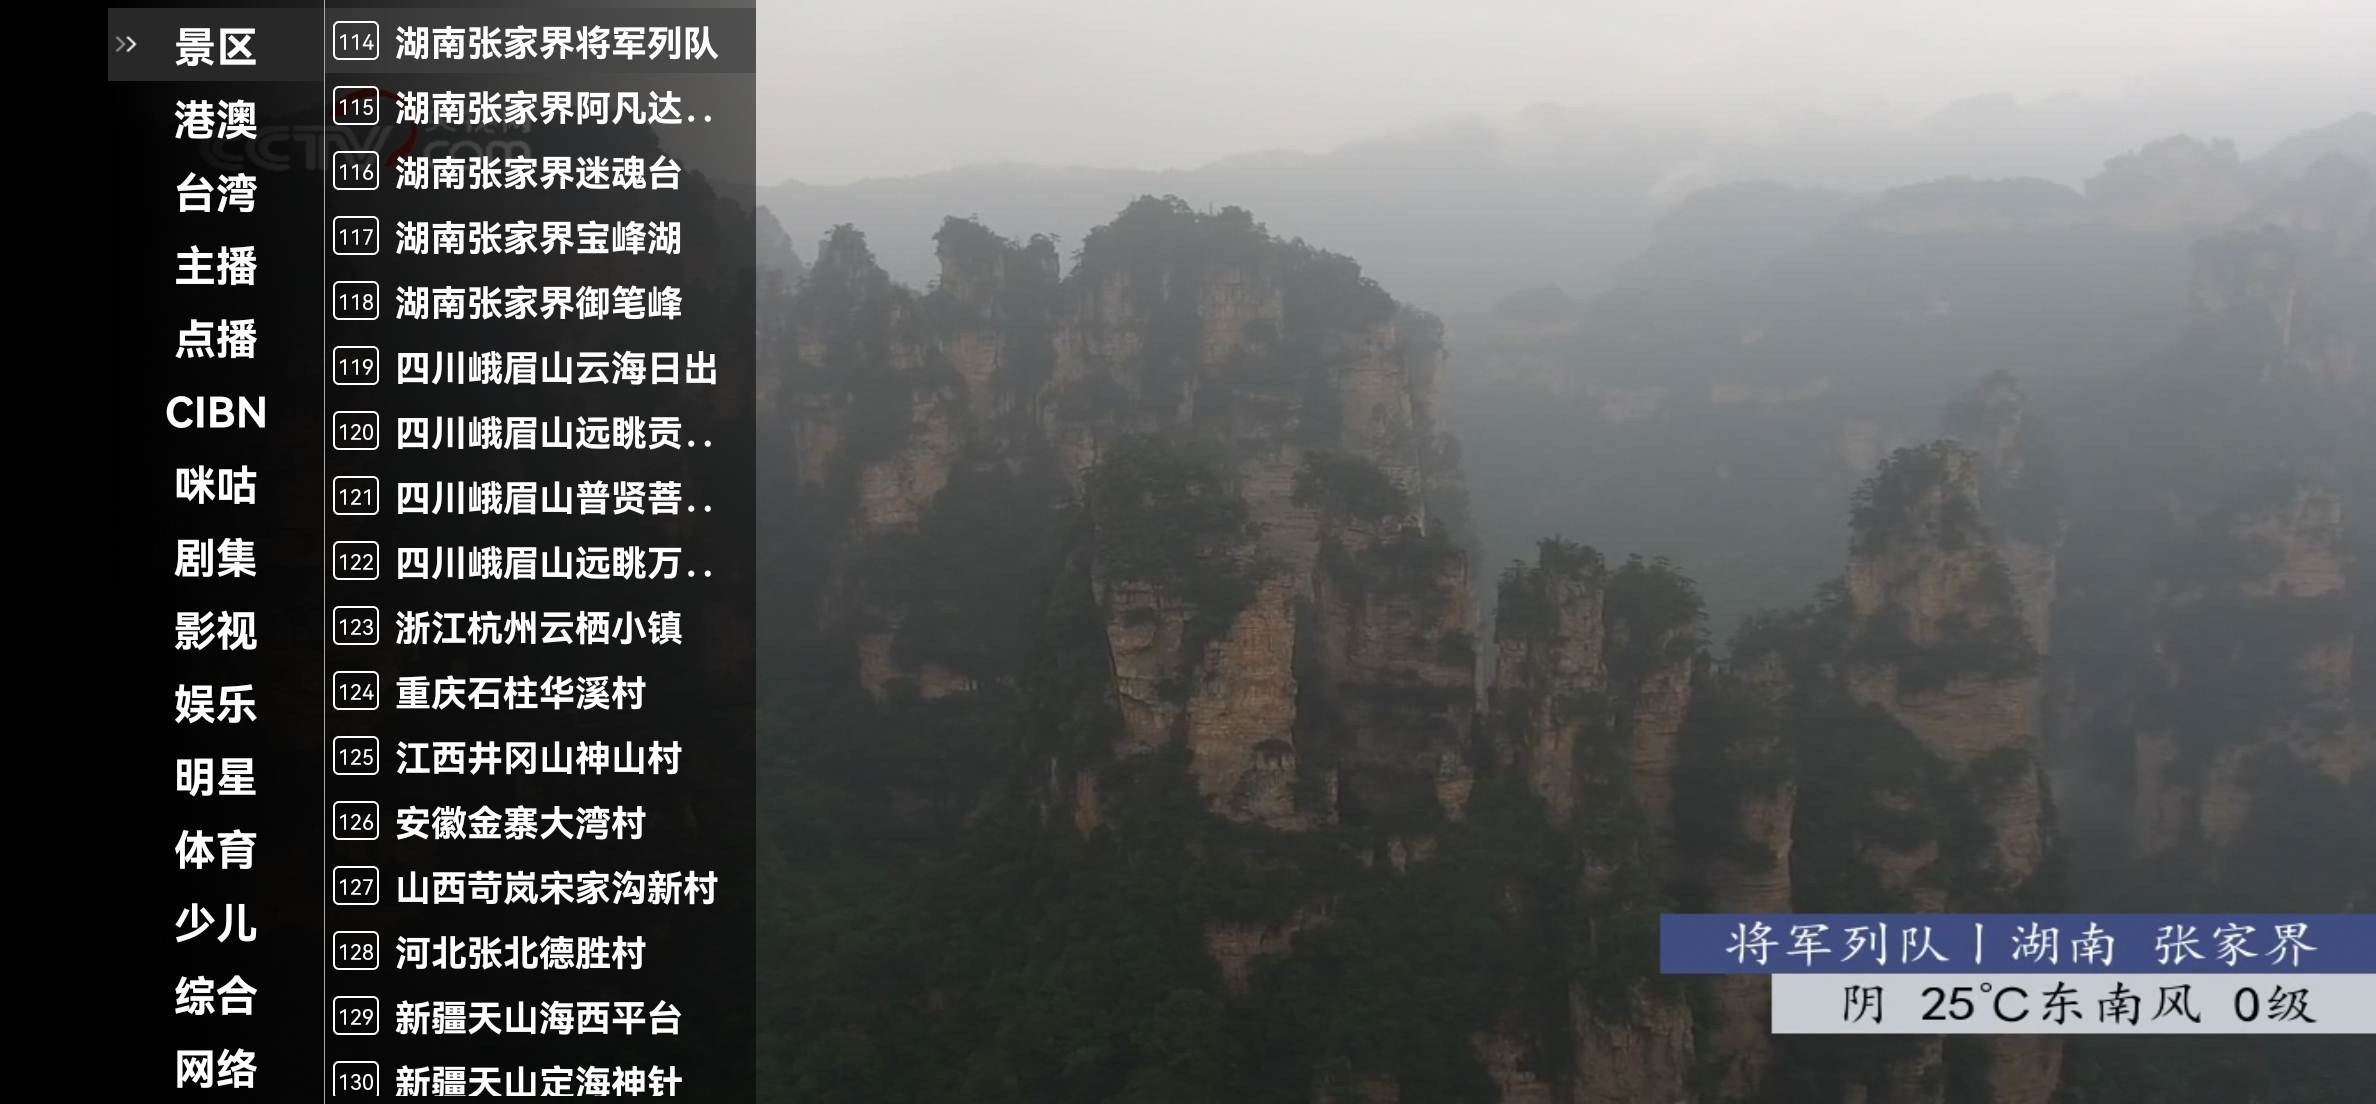 景区
港澳
台湾
主播
点播
CIBN
咪咕
剧集
影视
娱乐
明星
体育
少儿
综合
网络
114 湖南张家界将军列队
115 湖南张家界阿凡达..
116 湖南张家界迷魂台
117 湖南张家界宝峰湖
118 湖南张家界御笔峰
119 四川峨眉山云海日出
120 四川峨眉山远眺贡..
121 四川峨眉山普贤菩..
122 四川峨眉山远眺万..
123 浙江杭州云栖小镇
124 重庆石柱华溪村
125 江西井冈山神山村
126 安徽金寨大湾村
127 山西苛岚宋家沟新村
128 河北张北德胜村
129 新疆天山海西平台
130 新疆天山定海神针
CCTV
com
将军列队丨湖南 张家界
阴 25℃东南风 0级